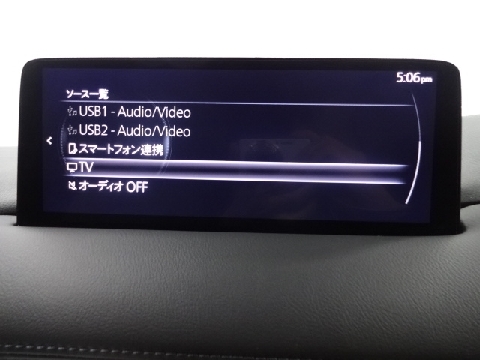 5:06pm
ソース一覧
USB1 - Audio/Video
USB2 - Audio/Video
スマートフォン連携
TV
オーディオ OFF